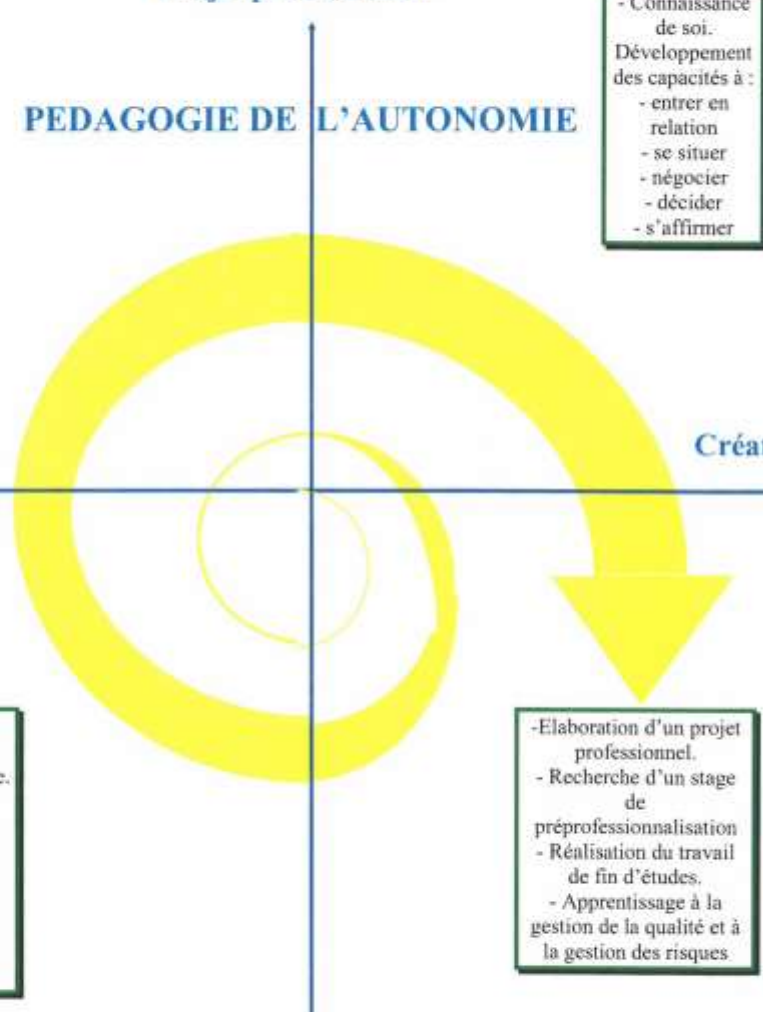 - Connaissance
de soi.
Développement
des capacités à :
- entrer en
relation
- se situer
- négocier
- décider
- s'affirmer
PEDAGOGIE DE L'AUTONOMIE
Créa
e.
-Elaboration d'un projet
professionnel.
- Recherche d'un stage
de
préprofessionnalisation
- Réalisation du travail
de fin d'études.
- Apprentissage à la
gestion de la qualité et à
la gestion des risques